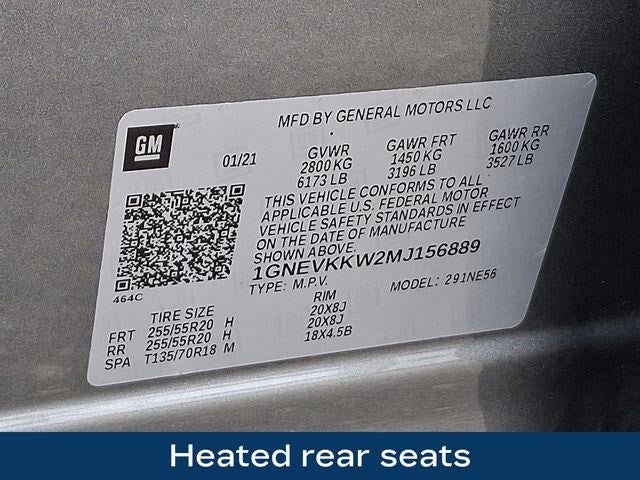 MFD BY GENERAL MOTORS LLC
GM
01/21
GVWR
2800 KG
6173 LB
GAWR FRT
1450 KG
3196 LB
GAWR RR
1600 KG
3527 LB
THIS VEHICLE CONFORMS TO ALL
APPLICABLE U.S. FEDERAL MOTOR
VEHICLE SAFETY STANDARDS IN EFFECT
ON THE DATE OF MANUFACTURE
SHOWN ABOVE.
1GNEVKKW2MJ156889
TYPE: M.P.V. MODEL: 291NE56
464C
TIRE SIZE RIM
FRT 255/55R20 H 20X8J
RR 255/55R20 H 20X8J
SPA T135/70R18 M 18X4.5B
Heated rear seats